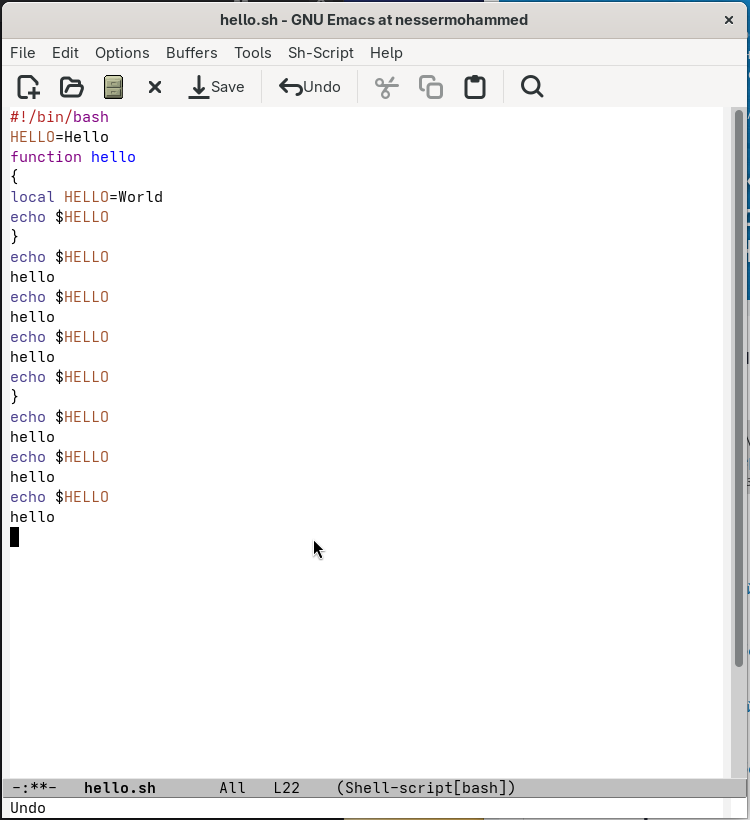 hello.sh - GNU Emacs at nessermohammed ×
File Edit Options Buffers Tools Sh-Script Help
Save Undo
#!/bin/bash
HELLO=Hello
function hello
{
local HELLO=World
echo $HELLO
}
echo $HELLO
hello
echo $HELLO
hello
echo $HELLO
hello
echo $HELLO
}
echo $HELLO
hello
echo $HELLO
hello
echo $HELLO
hello
-:**- hello.sh All L22 (Shell-script[bash])
Undo